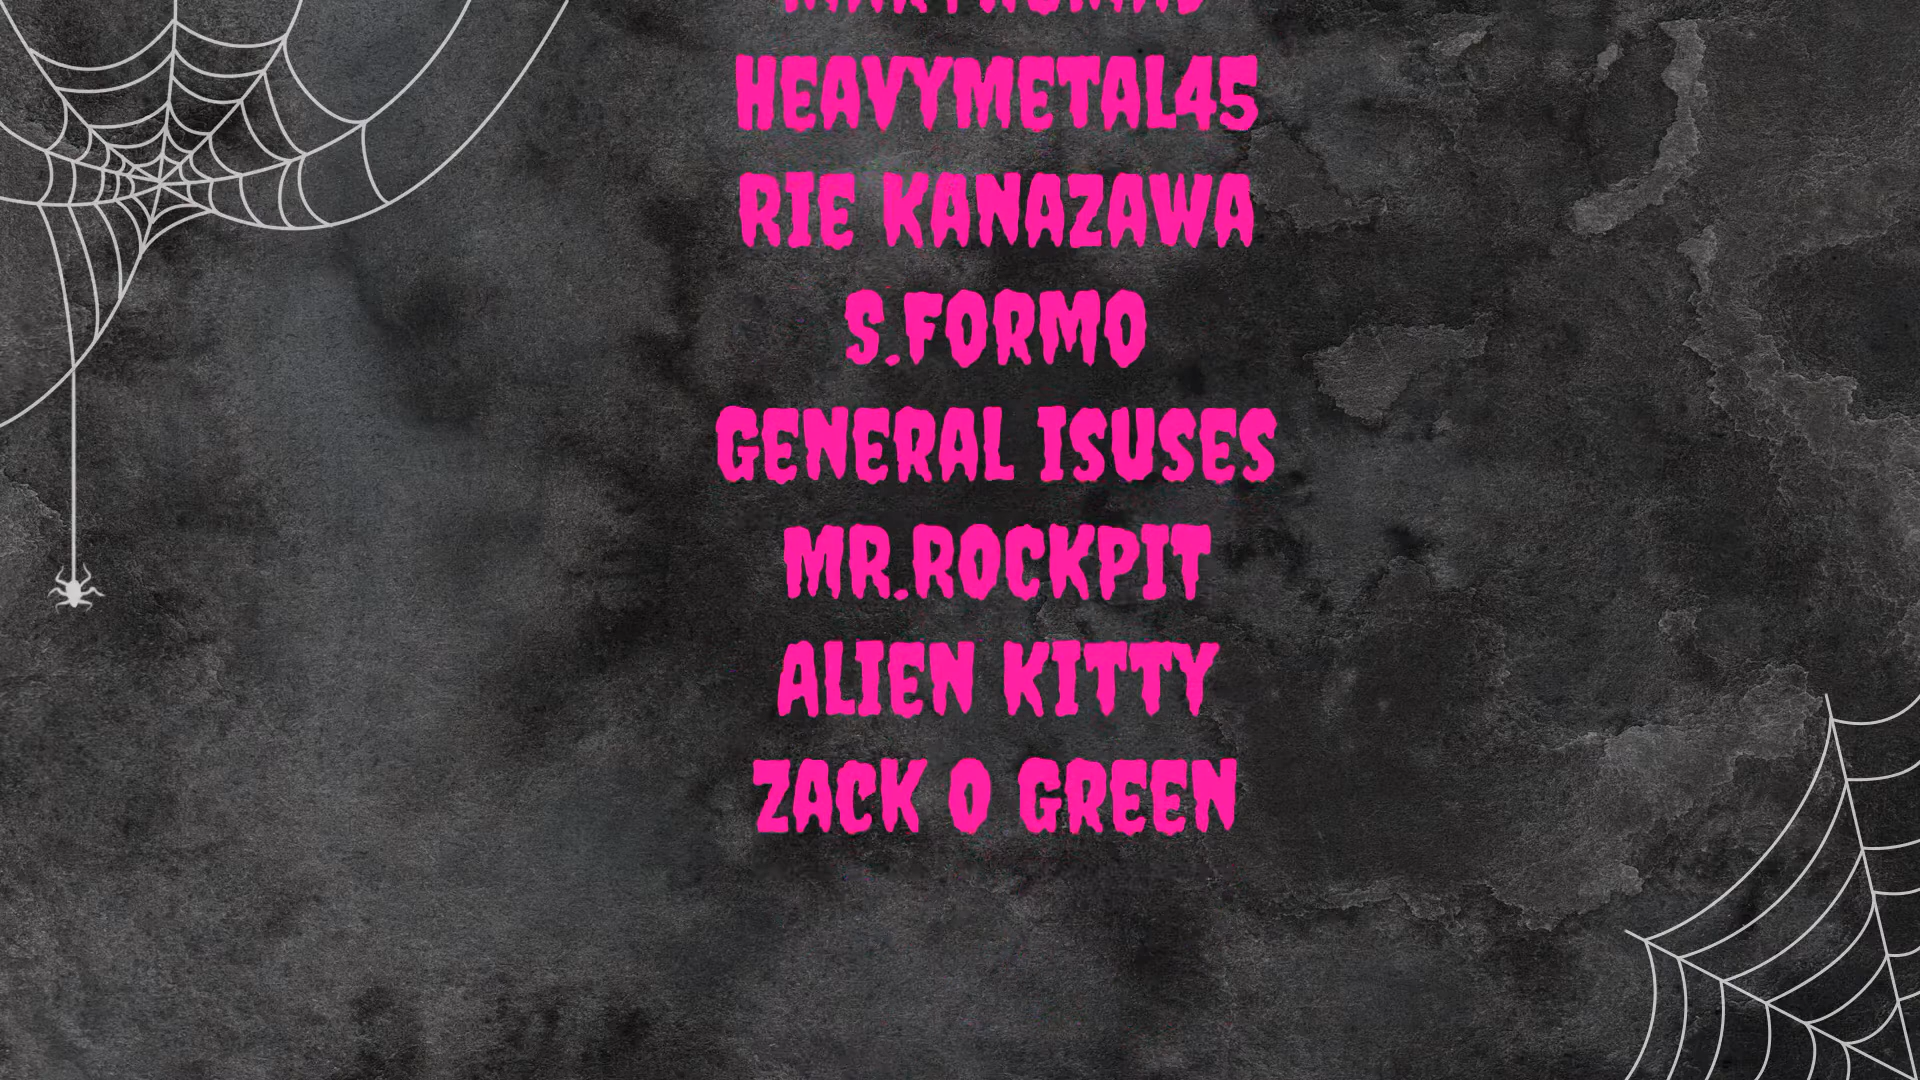 HEAVYMETAL45
RIE KANAZAWA
S.FORMO
GENERAL ISUSES
MR.ROCKPIT
ALIEN KITTY
ZACK O GREEN